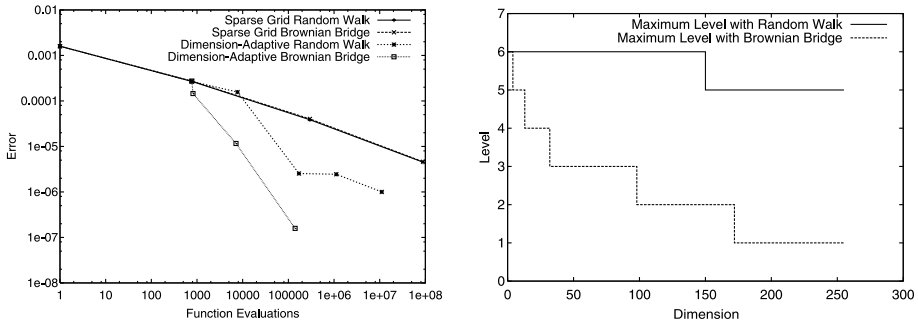 0.01
0.001
0.0001
1e-05
1e-06
1e-07
1e-08
Error
1
10
100
1000
10000
100000
1e+06
1e+07
1e+08
Function Evaluations
Sparse Grid Random Walk
Sparse Grid Brownian Bridge
Dimension-Adaptive Random Walk
Dimension-Adaptive Brownian Bridge
7
6
5
4
3
2
1
0
Level
0
50
100
150
200
250
300
Dimension
Maximum Level with Random Walk
Maximum Level with Brownian Bridge